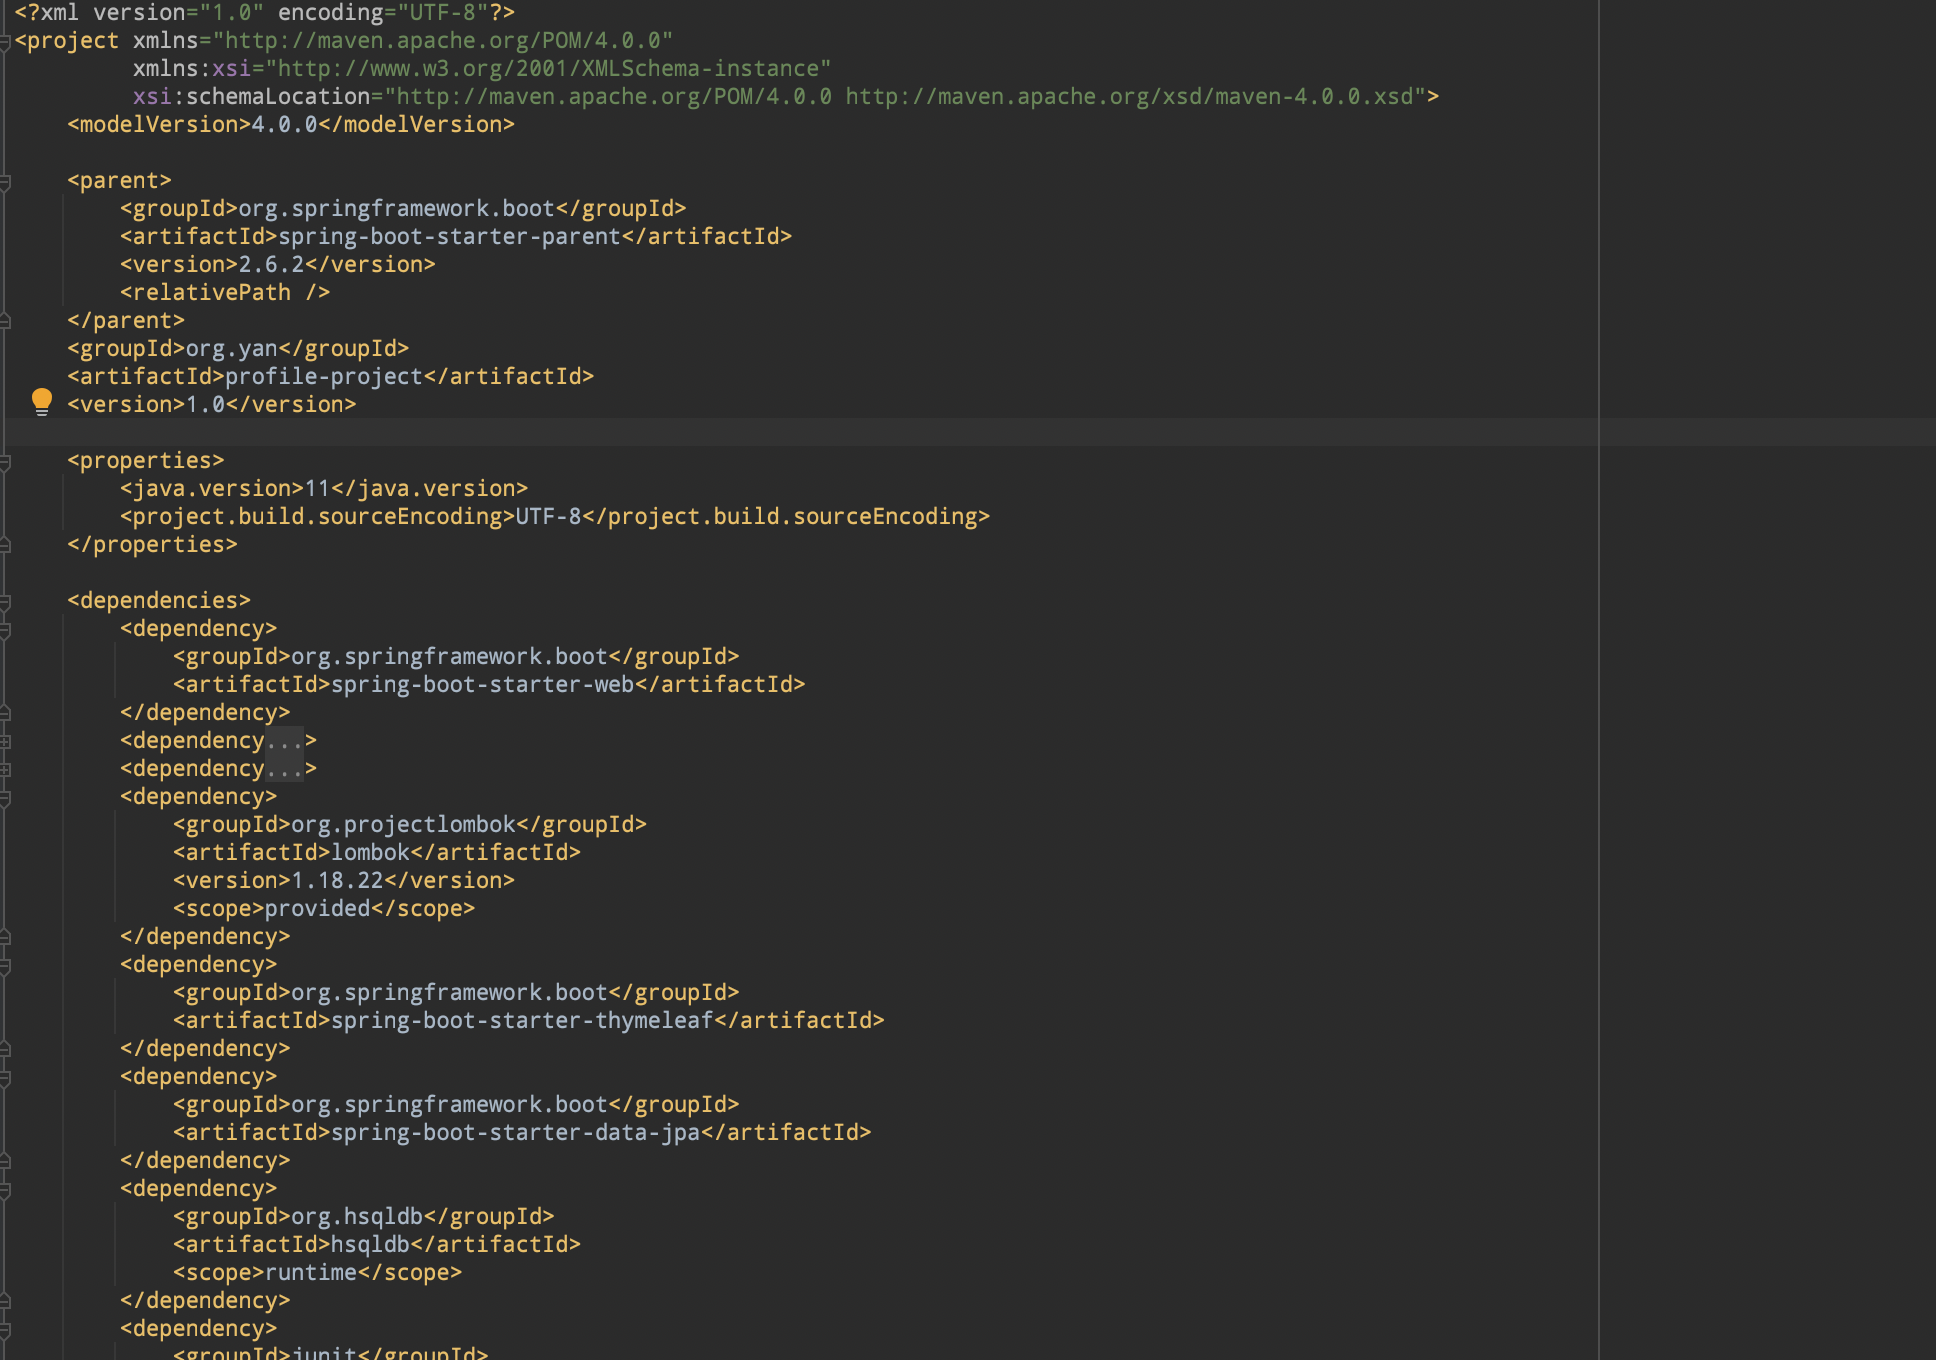 <?xml version="1.0" encoding="UTF-8"?>
<project xmlns="http://maven.apache.org/POM/4.0.0"
         xmlns:xsi="http://www.w3.org/2001/XMLSchema-instance"
         xsi:schemaLocation="http://maven.apache.org/POM/4.0.0 http://maven.apache.org/xsd/maven-4.0.0.xsd">
    <modelVersion>4.0.0</modelVersion>
    <parent>
        <groupId>org.springframework.boot</groupId>
        <artifactId>spring-boot-starter-parent</artifactId>
        <version>2.6.2</version>
        <relativePath />
    </parent>
    <groupId>org.yan</groupId>
    <artifactId>profile-project</artifactId>
    <version>1.0</version>
    <properties>
        <java.version>11</java.version>
        <project.build.sourceEncoding>UTF-8</project.build.sourceEncoding>
    </properties>
    <dependencies>
        <dependency>
            <groupId>org.springframework.boot</groupId>
            <artifactId>spring-boot-starter-web</artifactId>
        </dependency>
        <dependency...>
        <dependency...>
        <dependency>
            <groupId>org.projectlombok</groupId>
            <artifactId>lombok</artifactId>
            <version>1.18.22</version>
            <scope>provided</scope>
        </dependency>
        <dependency>
            <groupId>org.springframework.boot</groupId>
            <artifactId>spring-boot-starter-thymeleaf</artifactId>
        </dependency>
        <dependency>
            <groupId>org.springframework.boot</groupId>
            <artifactId>spring-boot-starter-data-jpa</artifactId>
        </dependency>
        <dependency>
            <groupId>org.hsqldb</groupId>
            <artifactId>hsqldb</artifactId>
            <scope>runtime</scope>
        </dependency>
        <dependency>
            <groupId>junit</groupId>